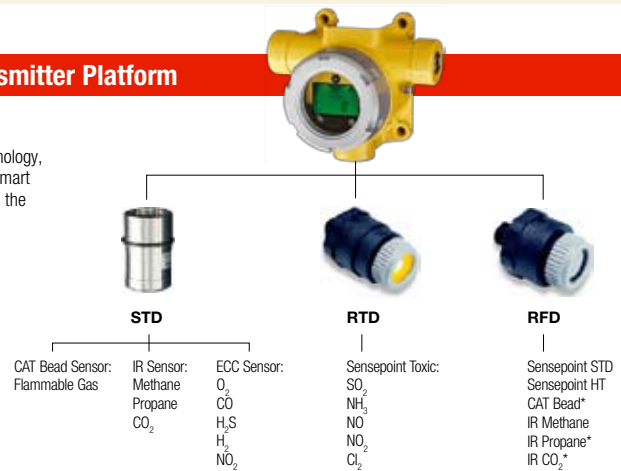 smitter Platform
nology,
mart
the
STD
RTD
RFD
CAT Bead Sensor:
Flammable Gas
IR Sensor:
Methane
Propane
CO₂
ECC Sensor:
O₂
CO
H₂S
H₂
NO₂
Sensepoint Toxic:
SO₂
NH₃
NO
NO₂
Cl₂
Sensepoint STD
Sensepoint HT
CAT Bead*
IR Methane
IR Propane*
IR CO₂*